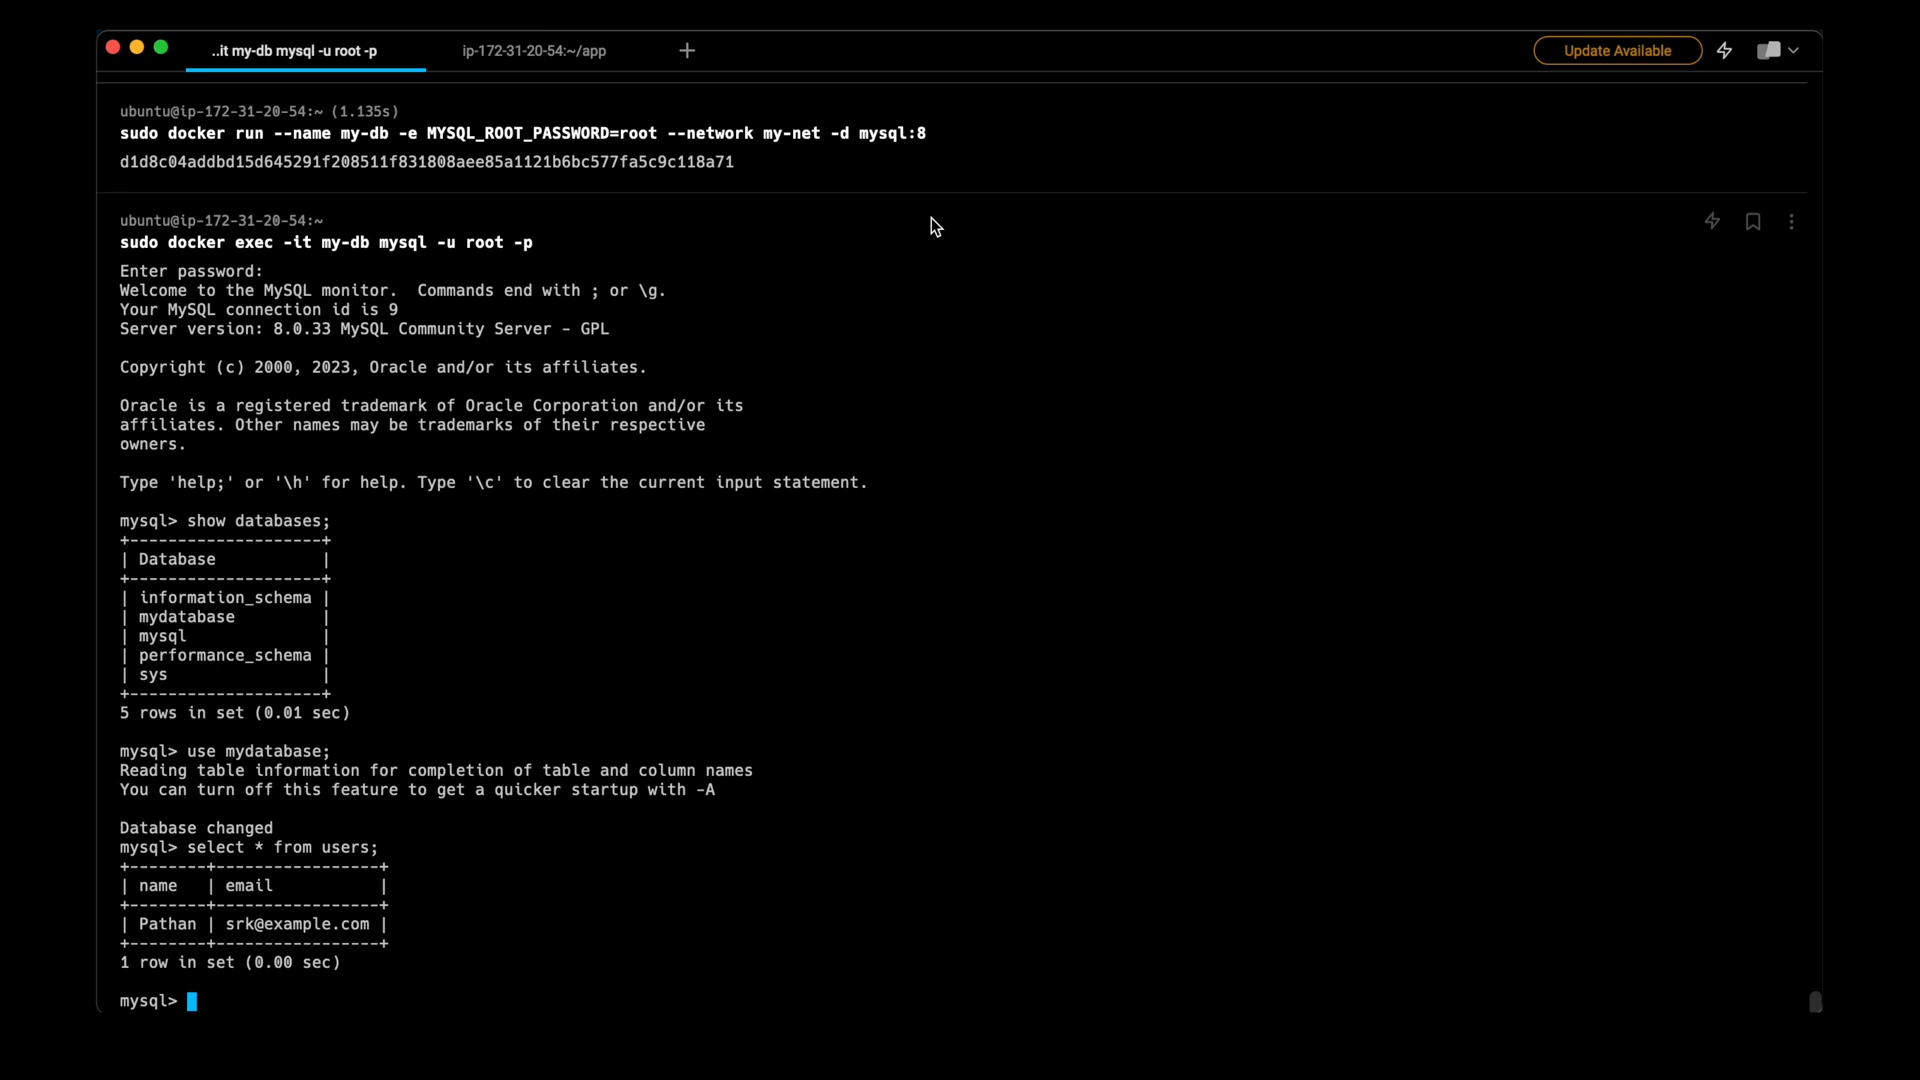 ..it my-db mysql -u root -p
ip-172-31-20-54:~/app
+
Update Available
ubuntu@ip-172-31-20-54:~ (1.135s)
sudo docker run --name my-db -e MYSQL_ROOT_PASSWORD=root --network my-net -d mysql:8
d1d8c04addbd15d645291f208511f831808aee85a1121b6bc577fa5c9c118a71
ubuntu@ip-172-31-20-54:~
sudo docker exec -it my-db mysql -u root -p
Enter password:
Welcome to the MySQL monitor.  Commands end with ; or \g.
Your MySQL connection id is 9
Server version: 8.0.33 MySQL Community Server - GPL
Copyright (c) 2000, 2023, Oracle and/or its affiliates.
Oracle is a registered trademark of Oracle Corporation and/or its
affiliates. Other names may be trademarks of their respective
owners.
Type 'help;' or '\h' for help. Type '\c' to clear the current input statement.
mysql> show databases;
+--------------------+
| Database           |
+--------------------+
| information_schema |
| mydatabase         |
| mysql              |
| performance_schema |
| sys                |
+--------------------+
5 rows in set (0.01 sec)
mysql> use mydatabase;
Reading table information for completion of table and column names
You can turn off this feature to get a quicker startup with -A
Database changed
mysql> select * from users;
+--------+-----------------+
| name   | email           |
+--------+-----------------+
| Pathan | srk@example.com |
+--------+-----------------+
1 row in set (0.00 sec)
mysql>